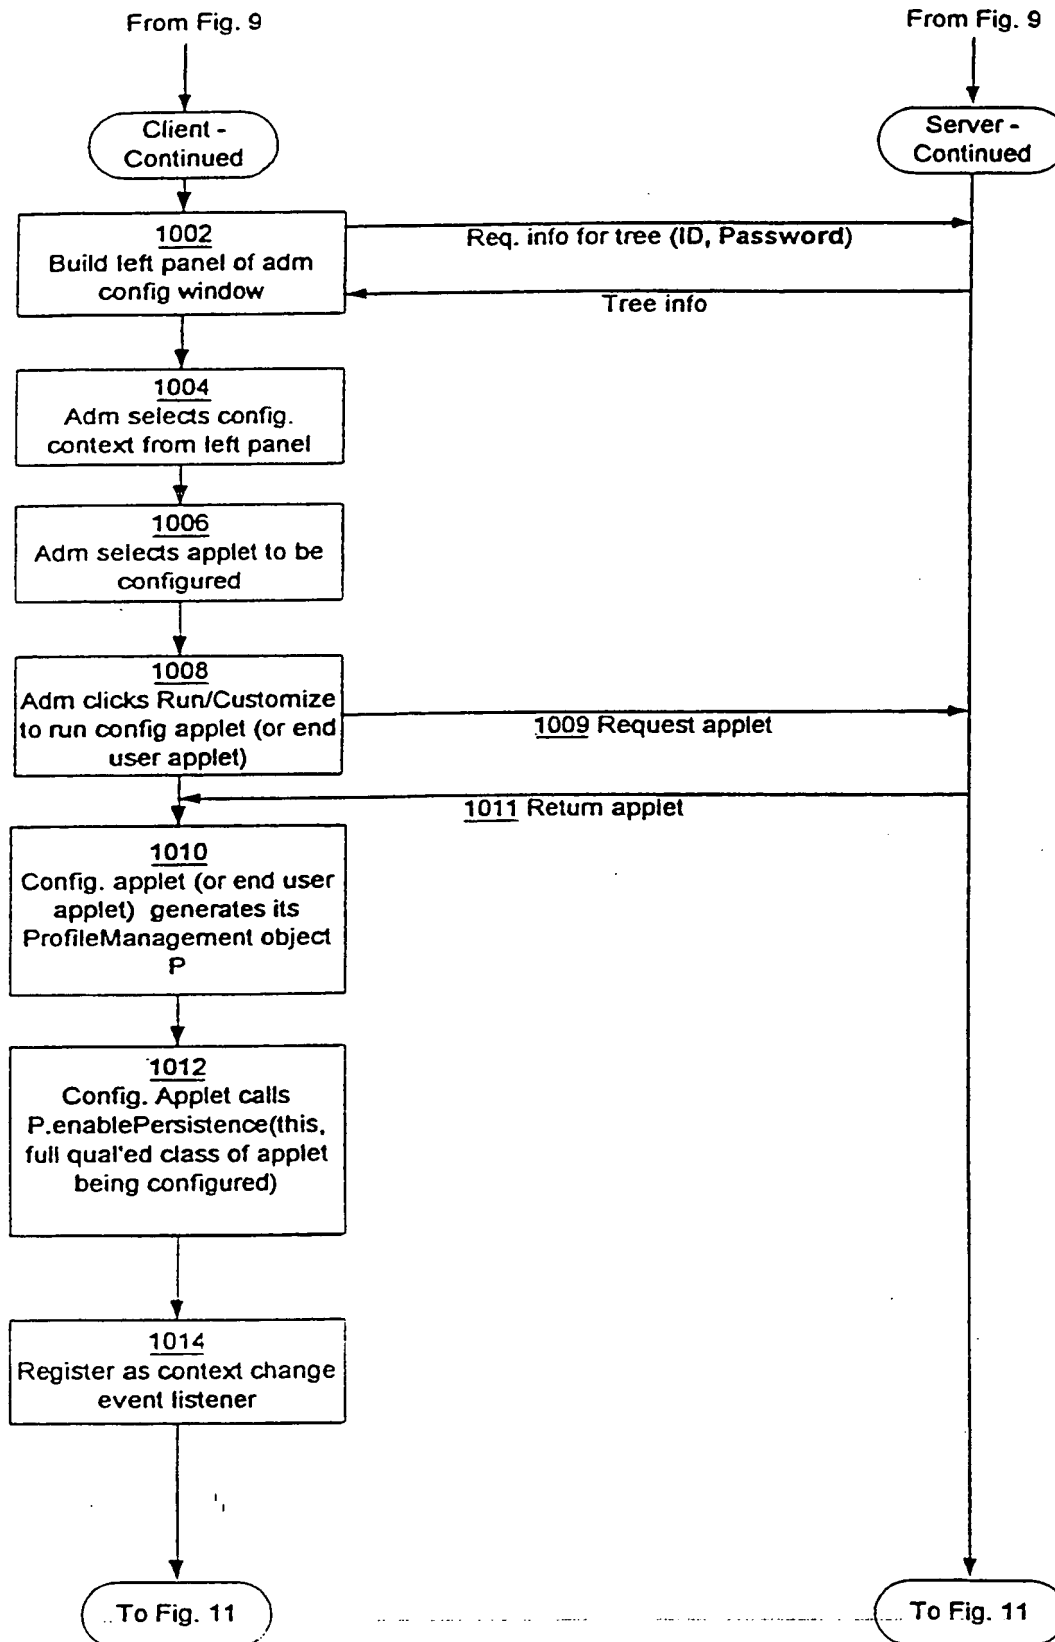 From Fig. 9
From Fig. 9
Client -
Continued
Server -
Continued
1002
Build left panel of adm
config window
Req. info for tree (ID, Password)
Tree info
1004
Adm selects config.
context from left panel
1006
Adm selects applet to be
configured
1008
Adm clicks Run/Customize
to run config applet (or end
user applet)
1009 Request applet
1011 Return applet
1010
Config. applet (or end user
applet) generates its
ProfileManagement object
P
1012
Config. Applet calls
P.enablePersistence(this,
full qual'ed class of applet
being configured)
1014
Register as context change
event listener
To Fig. 11
To Fig. 11